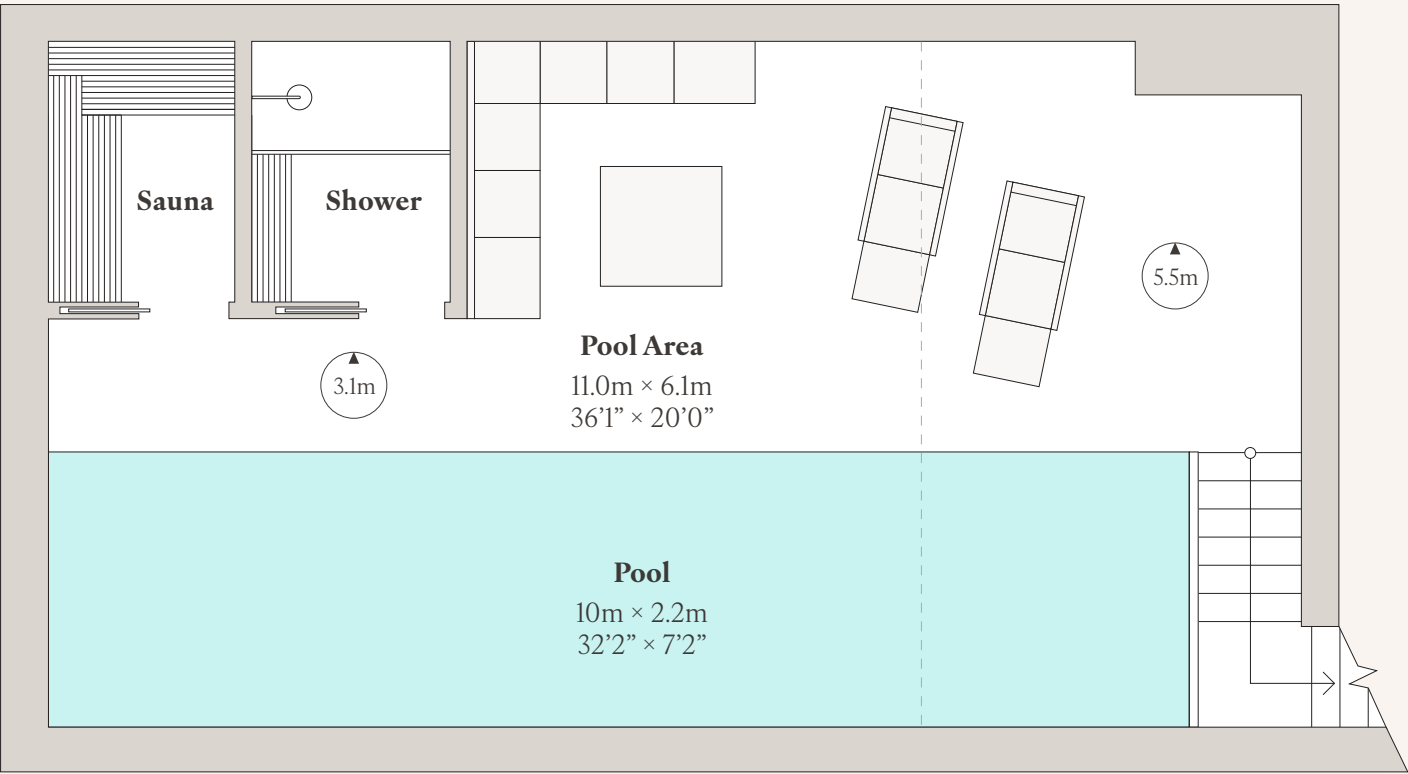 Sauna
Shower
5.5m
Pool Area
3.1m
11.0m × 6.1m
36’1” × 20’0”
Pool
10m × 2.2m
32’2” × 7’2”